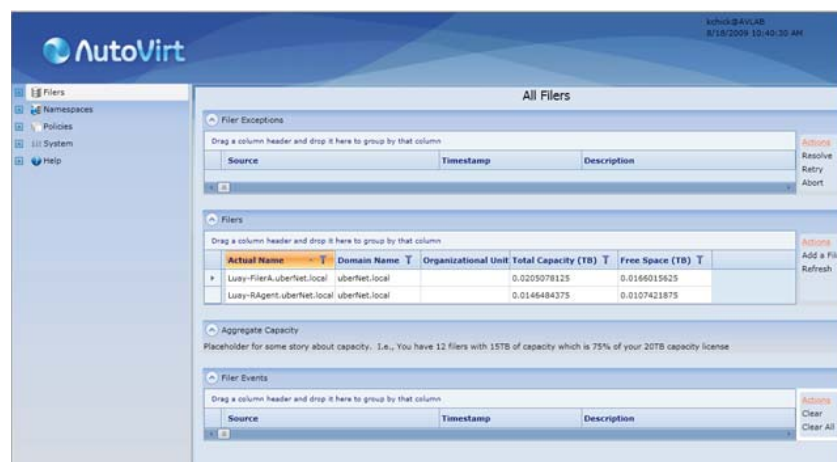 kchick@AVLAB
8/18/2009 10:40:30 AM
AutoVirt
Filers
Namespaces
Policies
System
Help
All Filers
Filer Exceptions
Drag a column header and drop it here to group by that column
Source Timestamp Description
Actions
Resolve
Retry
Abort
Filers
Drag a column header and drop it here to group by that column
Actual Name Domain Name Organizational Unit Total Capacity (TB) Free Space (TB)
Luay-FilerA.uberNet.local uberNet.local 0.0205078125 0.0166015625
Luay-RAgent.uberNet.local uberNet.local 0.0146484375 0.0107421875
Actions
Add a Fil
Refresh
Aggregate Capacity
Placeholder for some story about capacity. I.e., You have 12 filers with 15TB of capacity which is 75% of your 20TB capacity license
Filer Events
Drag a column header and drop it here to group by that column
Source Timestamp Description
Actions
Clear
Clear All